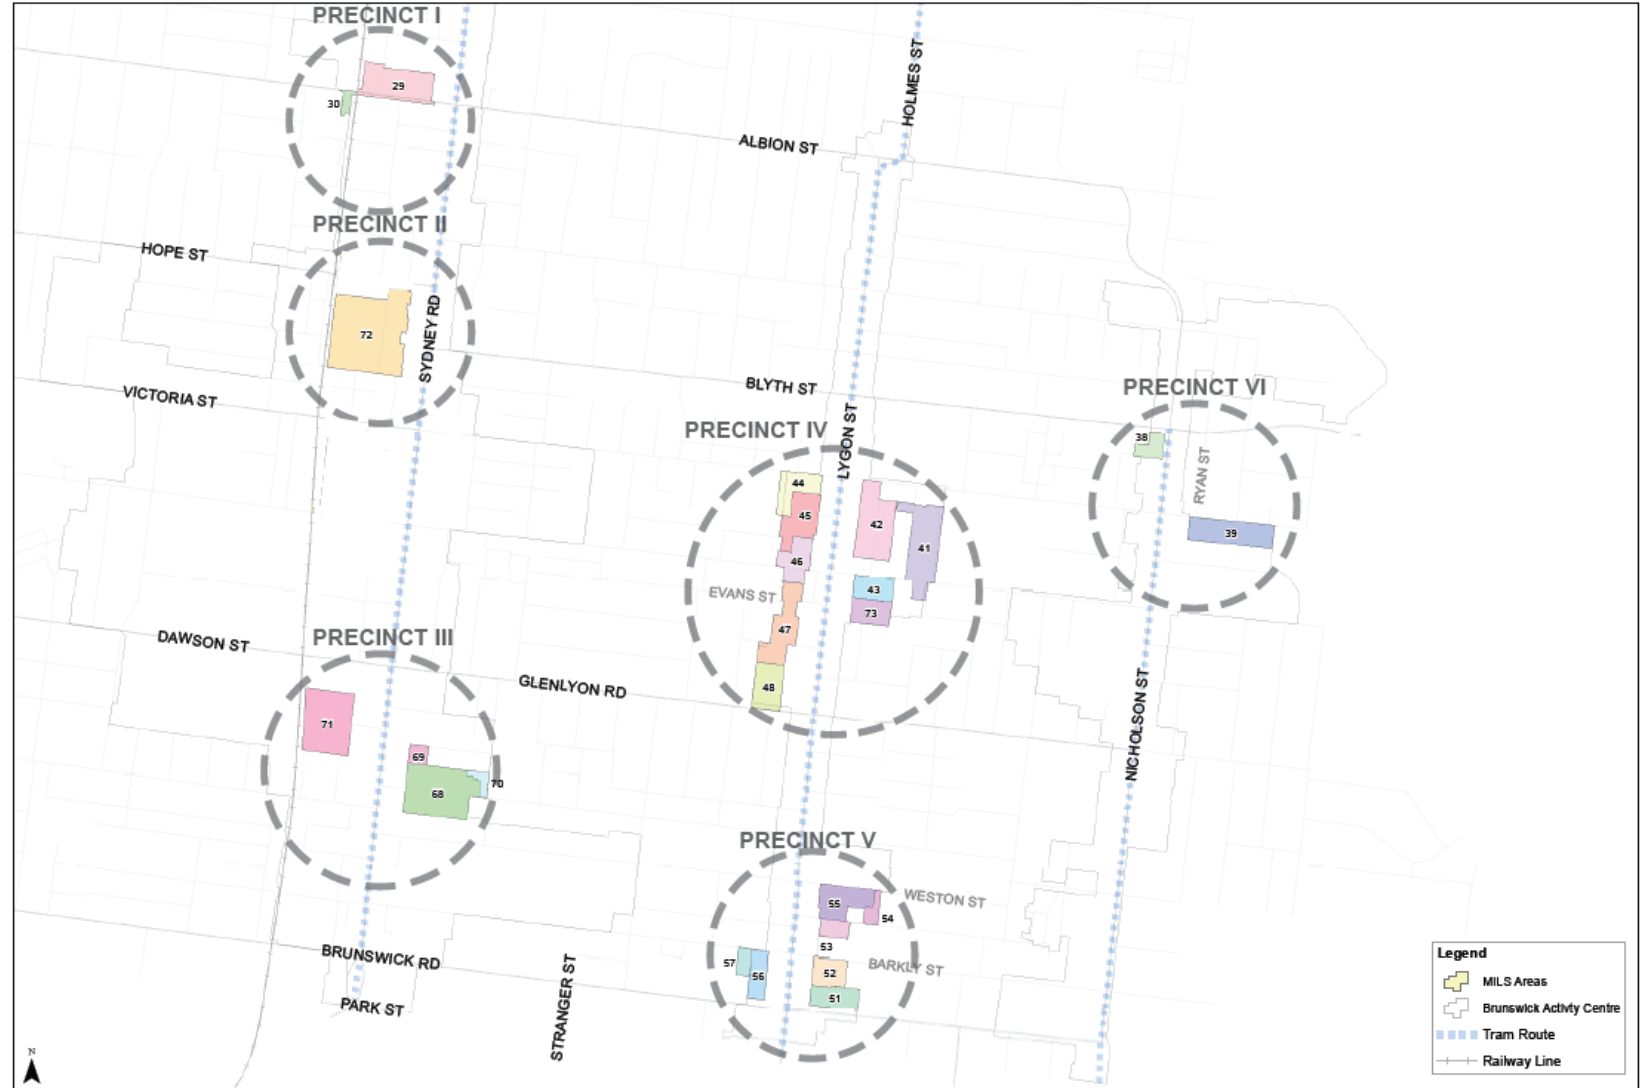 PRECINCT I
29
30
HOLMES ST
ALBION ST
PRECINCT II
HOPE ST
72
SYDNEY RD
VICTORIA ST
BLYTH ST
PRECINCT VI
LYGON ST
PRECINCT IV
38
RYAN ST
39
44
45
42
41
46
EVANS ST
43
73
47
48
DAWSON ST
PRECINCT III
GLENLYON RD
71
69
70
68
NICHOLSON ST
PRECINCT V
WESTON ST
55
54
53
BARKLY ST
57
56
52
51
BRUNSWICK RD
PARK ST
STRANGER ST
N
Legend
MILS Areas
Brunswick Activty Centre
Tram Route
Railway Line